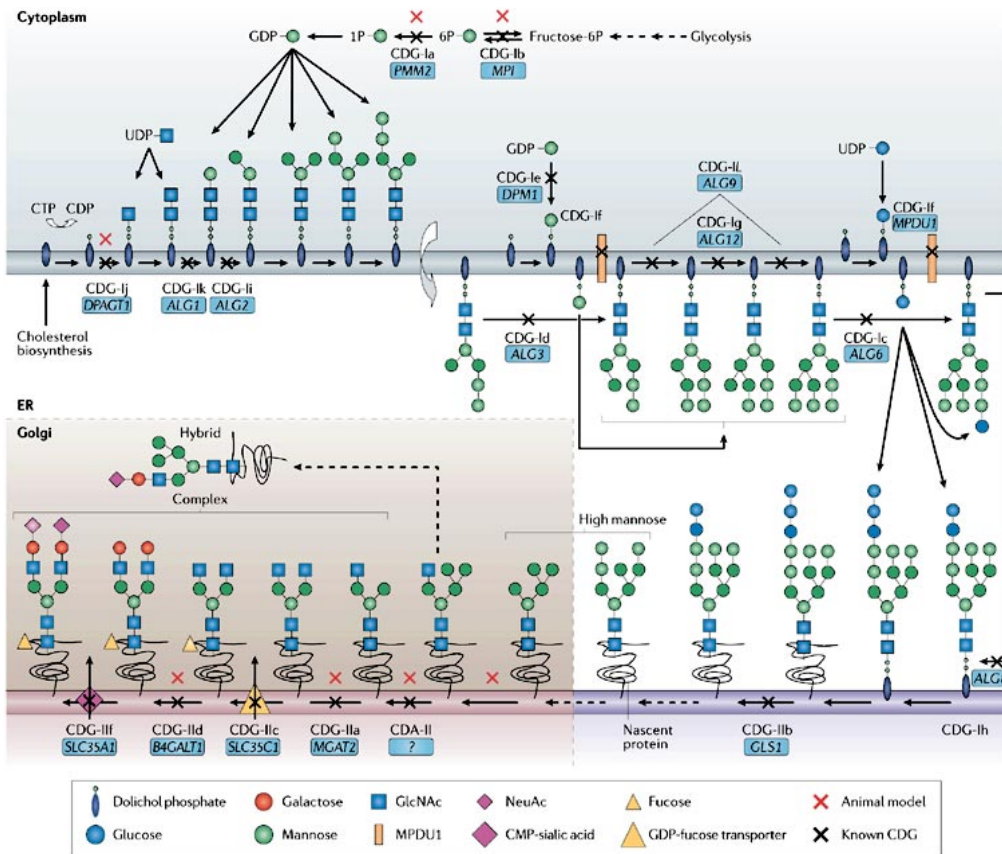 Cytoplasm
GDP
1P
6P
Fructose-6P
Glycolysis
CDG-Ia
PMM2
CDG-Ib
MPI
UDP
GDP
UDP
CDG-Ie
DPM1
CDG-If
CDG-IL
ALG9
CDG-Ig
ALG12
CDG-If
MPDU1
CTP CDP
CDG-Ij
DPAGT1
CDG-Ik
ALG1
CDG-Ii
ALG2
Cholesterol
biosynthesis
CDG-Id
ALG3
CDG-Ic
ALG6
ER
Golgi
Hybrid
Complex
High mannose
CDG-IIf
SLC35A1
CDG-IId
B4GALT1
CDG-IIc
SLC35C1
CDG-IIa
MGAT2
CDA-II
?
Nascent
protein
CDG-IIb
GLS1
CDG-Ih
Dolichol phosphate
Galactose
GlcNAc
NeuAc
Fucose
Animal model
Glucose
Mannose
MPDU1
CMP-sialic acid
GDP-fucose transporter
Known CDG